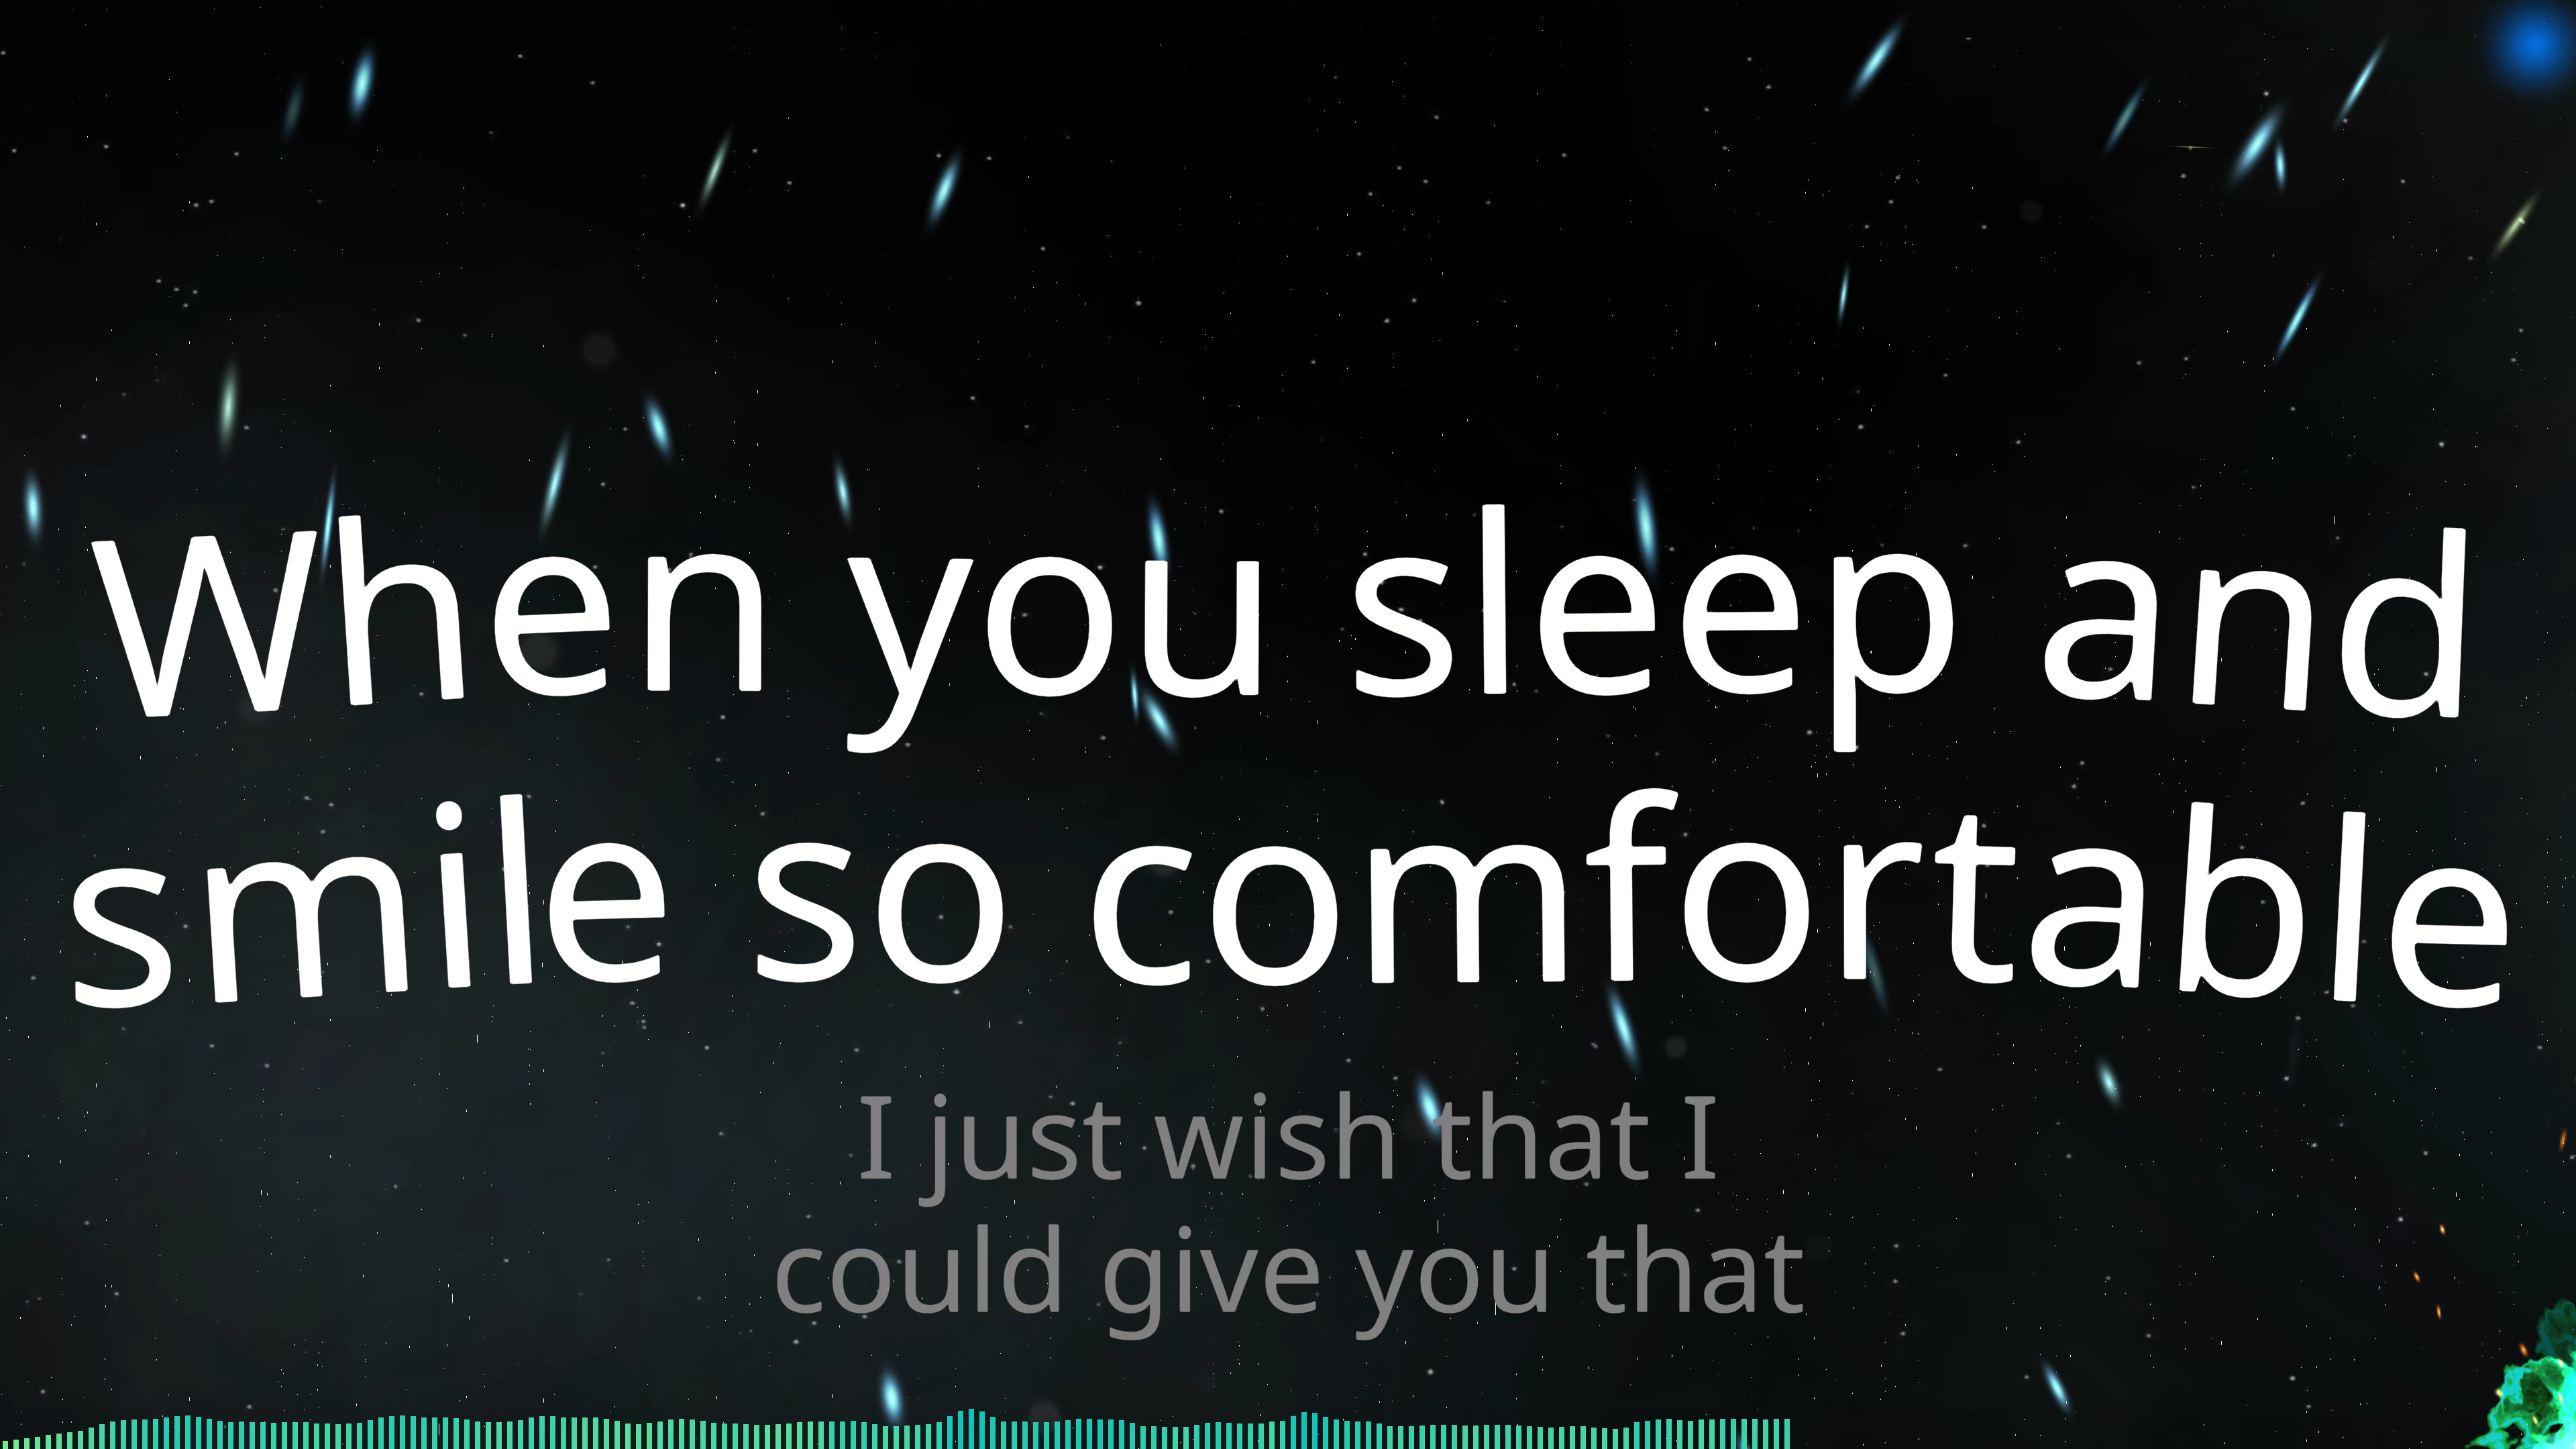 When you sleep and
smile so comfortable
I just wish that I
could give you that